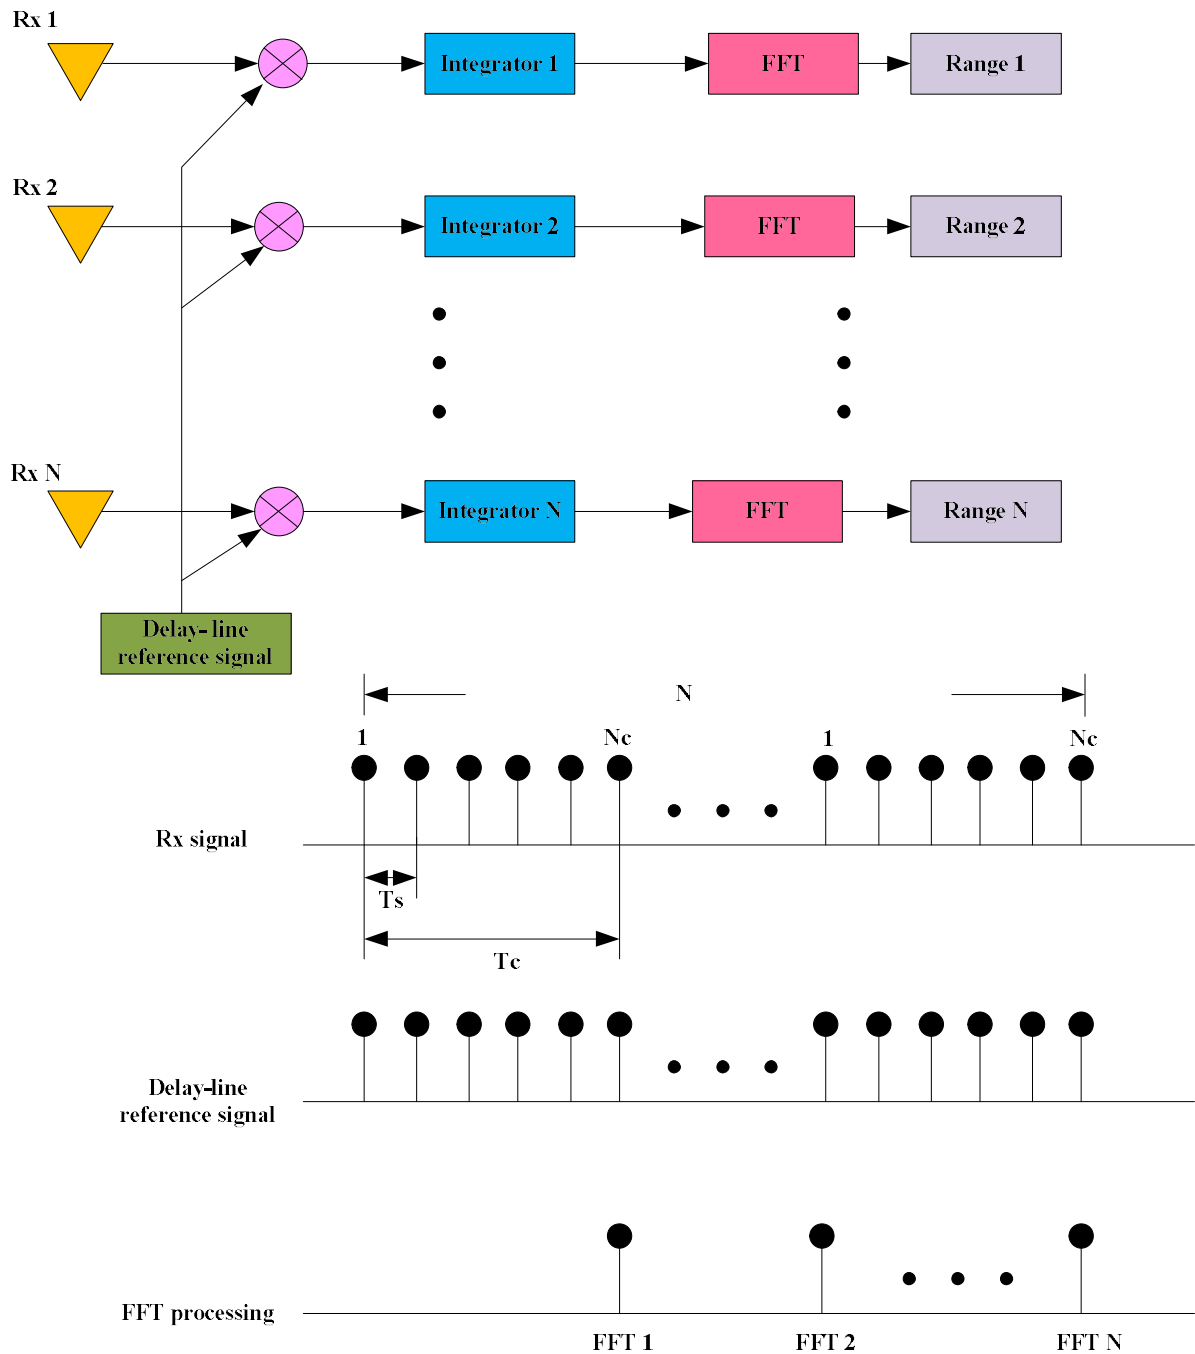 Rx 1
Integrator 1
FFT
Range 1
Rx 2
Integrator 2
FFT
Range 2
Rx N
Integrator N
FFT
Range N
Delay-line
reference signal
N
1
Nc
1
Nc
Rx signal
Ts
Tc
Delay-line
reference signal
FFT processing
FFT 1
FFT 2
FFT N